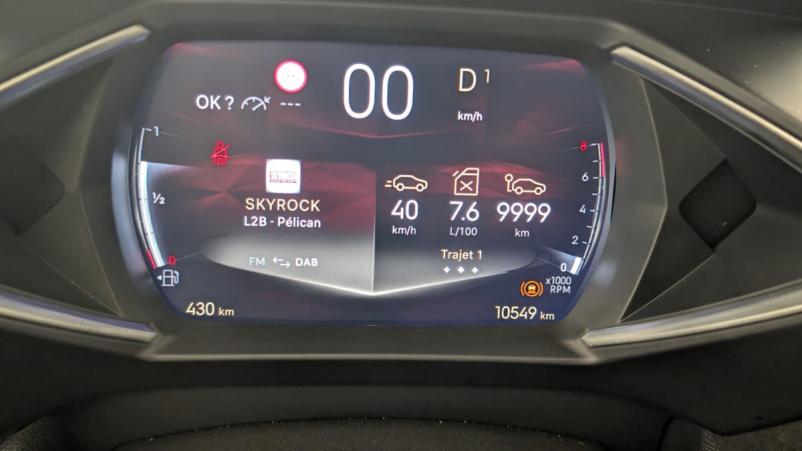 00
D 1
km/h
OK ? ---
1
1/2
0
SKYROCK
L2B - Pélican
FM DAB
40
km/h
7.6
L/100
9999
km
Trajet 1
8
6
4
2
0
x1000
RPM
430 km
10549 km